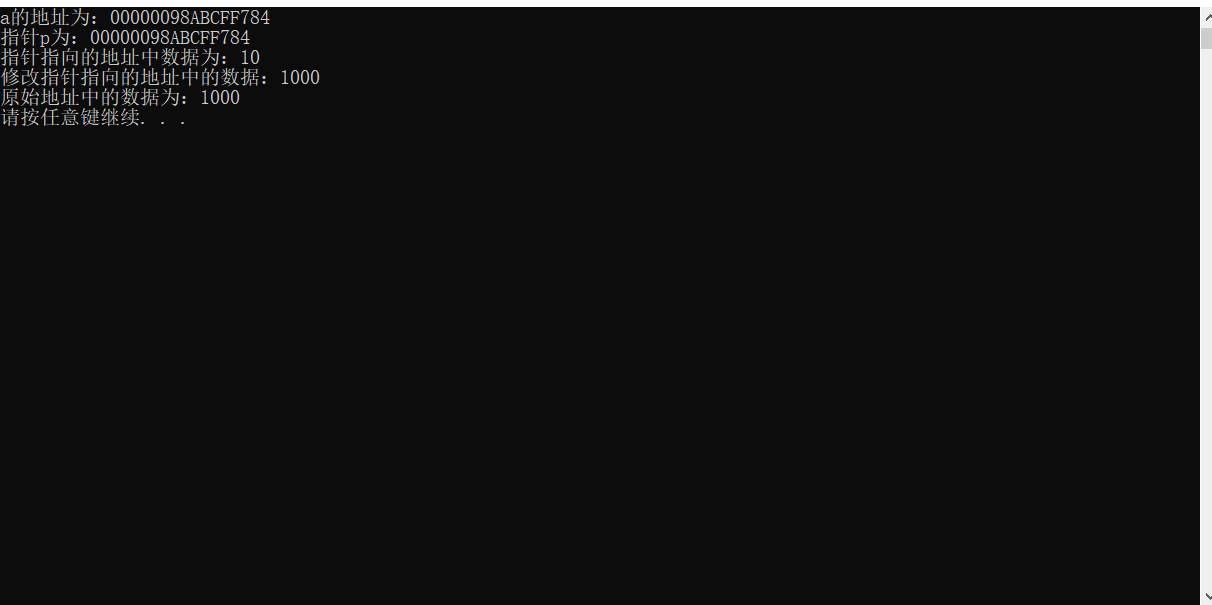 a的地址为：00000098ABCFF784
指针p为：00000098ABCFF784
指针指向的地址中数据为：10
修改指针指向的地址中的数据：1000
原始地址中的数据为：1000
请按任意键继续. . .